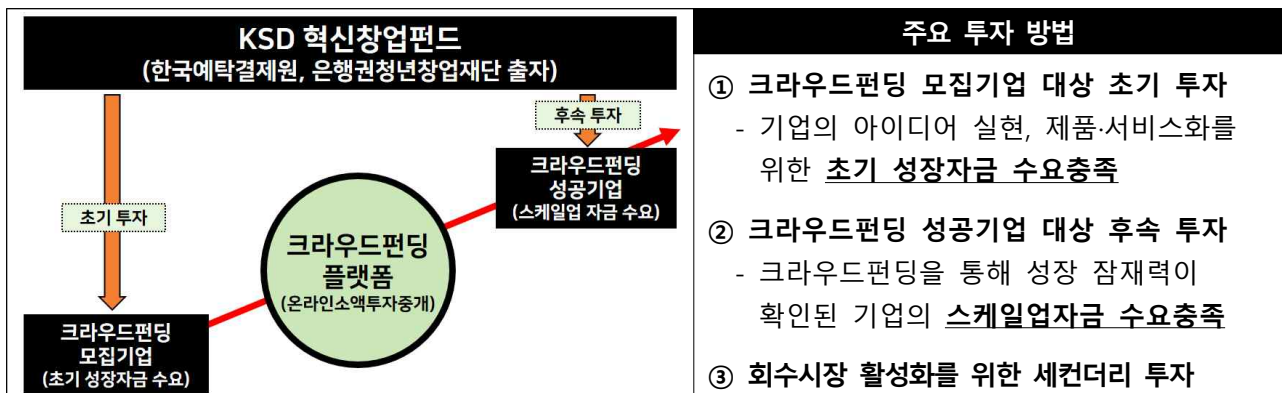 KSD 혁신창업펀드
(한국예탁결제원, 은행권청년창업재단 출자)
후속 투자
크라우드펀딩
성공기업
(스케일업 자금 수요)
초기 투자
크라우드펀딩
플랫폼
(온라인소액투자중개)
크라우드펀딩
모집기업
(초기 성장자금 수요)
주요 투자 방법
① 크라우드펀딩 모집기업 대상 초기 투자
- 기업의 아이디어 실현, 제품·서비스화를
위한 초기 성장자금 수요충족
② 크라우드펀딩 성공기업 대상 후속 투자
- 크라우드펀딩을 통해 성장 잠재력이
확인된 기업의 스케일업자금 수요충족
③ 회수시장 활성화를 위한 세컨더리 투자